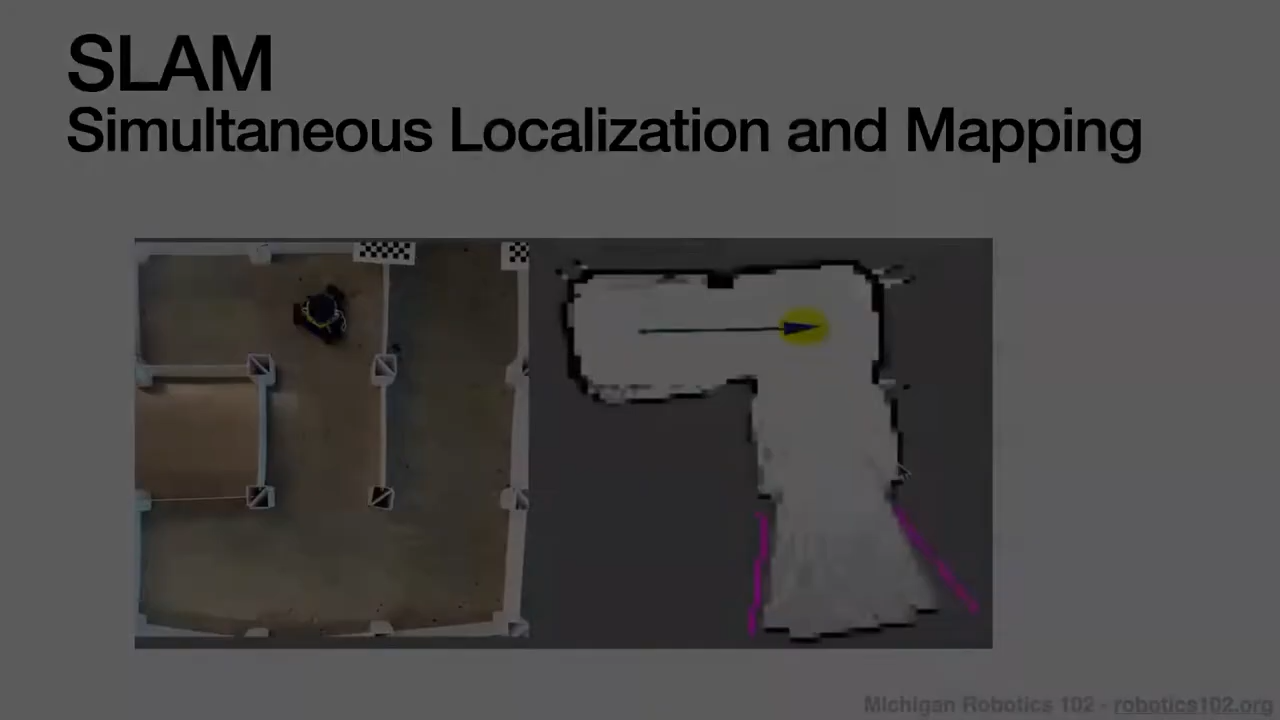 SLAM
Simultaneous Localization and Mapping
Michigan Robotics 102 - robotics102.org